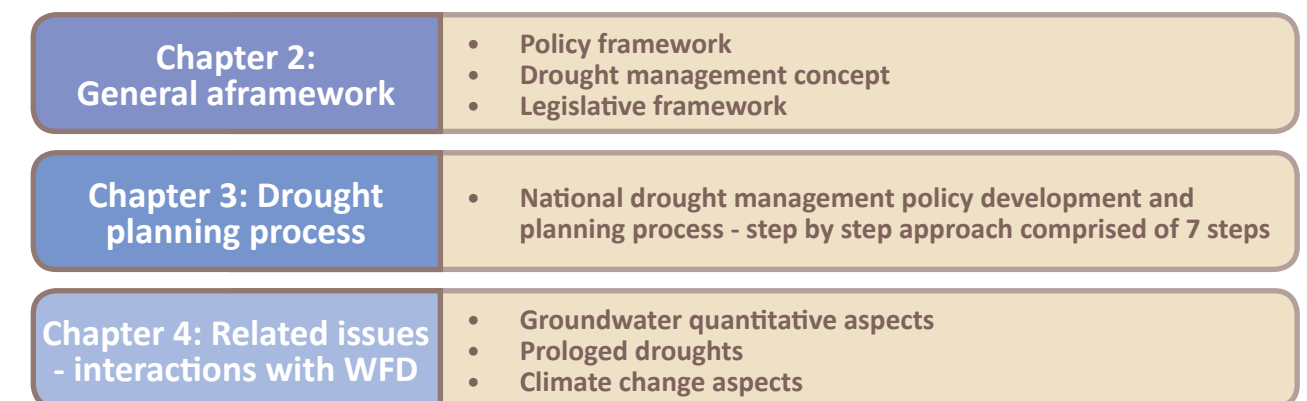 Chapter 2:
General aframework
• Policy framework
• Drought management concept
• Legislative framework
Chapter 3: Drought
planning process
• National drought management policy development and
planning process - step by step approach comprised of 7 steps
Chapter 4: Related issues
- interactions with WFD
• Groundwater quantitative aspects
• Prologed droughts
• Climate change aspects